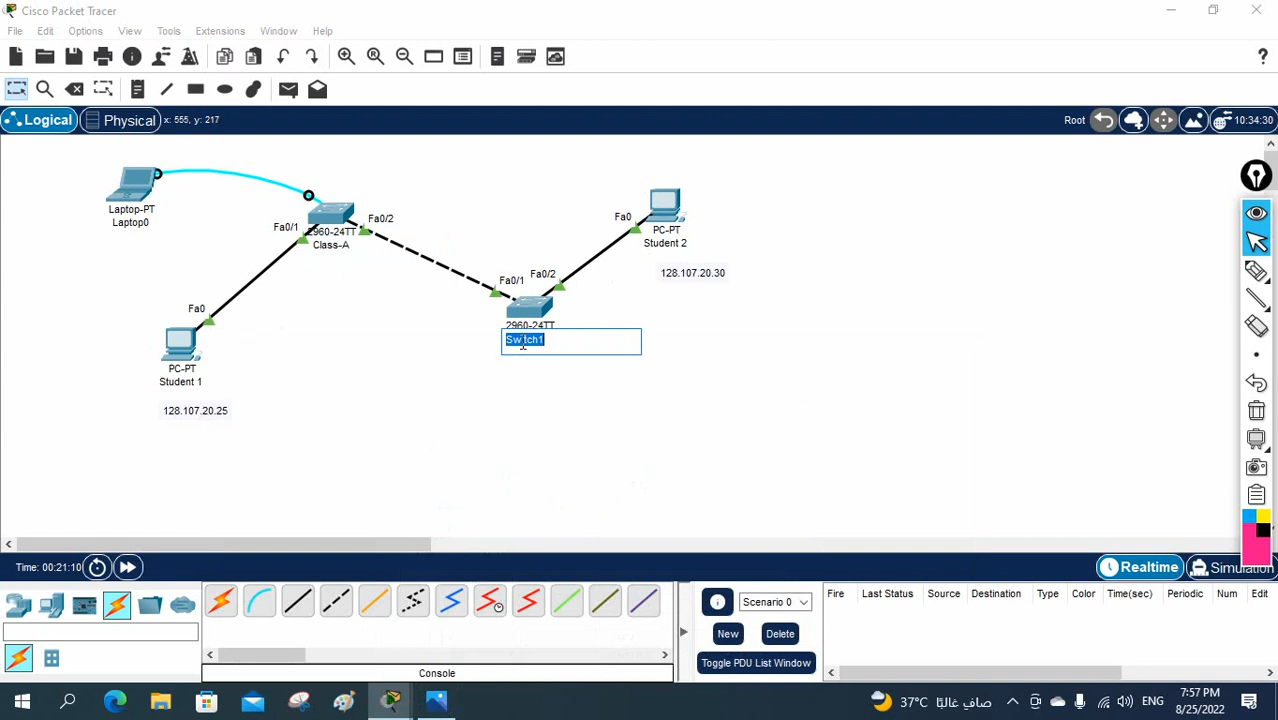 Cisco Packet Tracer
File Edit Options View Tools Extensions Window Help
Logical Physical x: 555, y: 217 Root 10:34:30
Laptop-PT
Laptop0
Fa0/1 Fa0/2
2960-24TT
Class-A
Fa0
PC-PT
Student 2
128.107.20.30
Fa0/1 Fa0/2
2960-24TT
Switch1
Fa0
PC-PT
Student 1
128.107.20.25
Time: 00:21:10 Realtime Simulation
Scenario 0
New Delete
Toggle PDU List Window
Fire Last Status Source Destination Type Color Time(sec) Periodic Num Edit
Console
37°C صافٍ غالبًا ENG 7:57 PM
8/25/2022